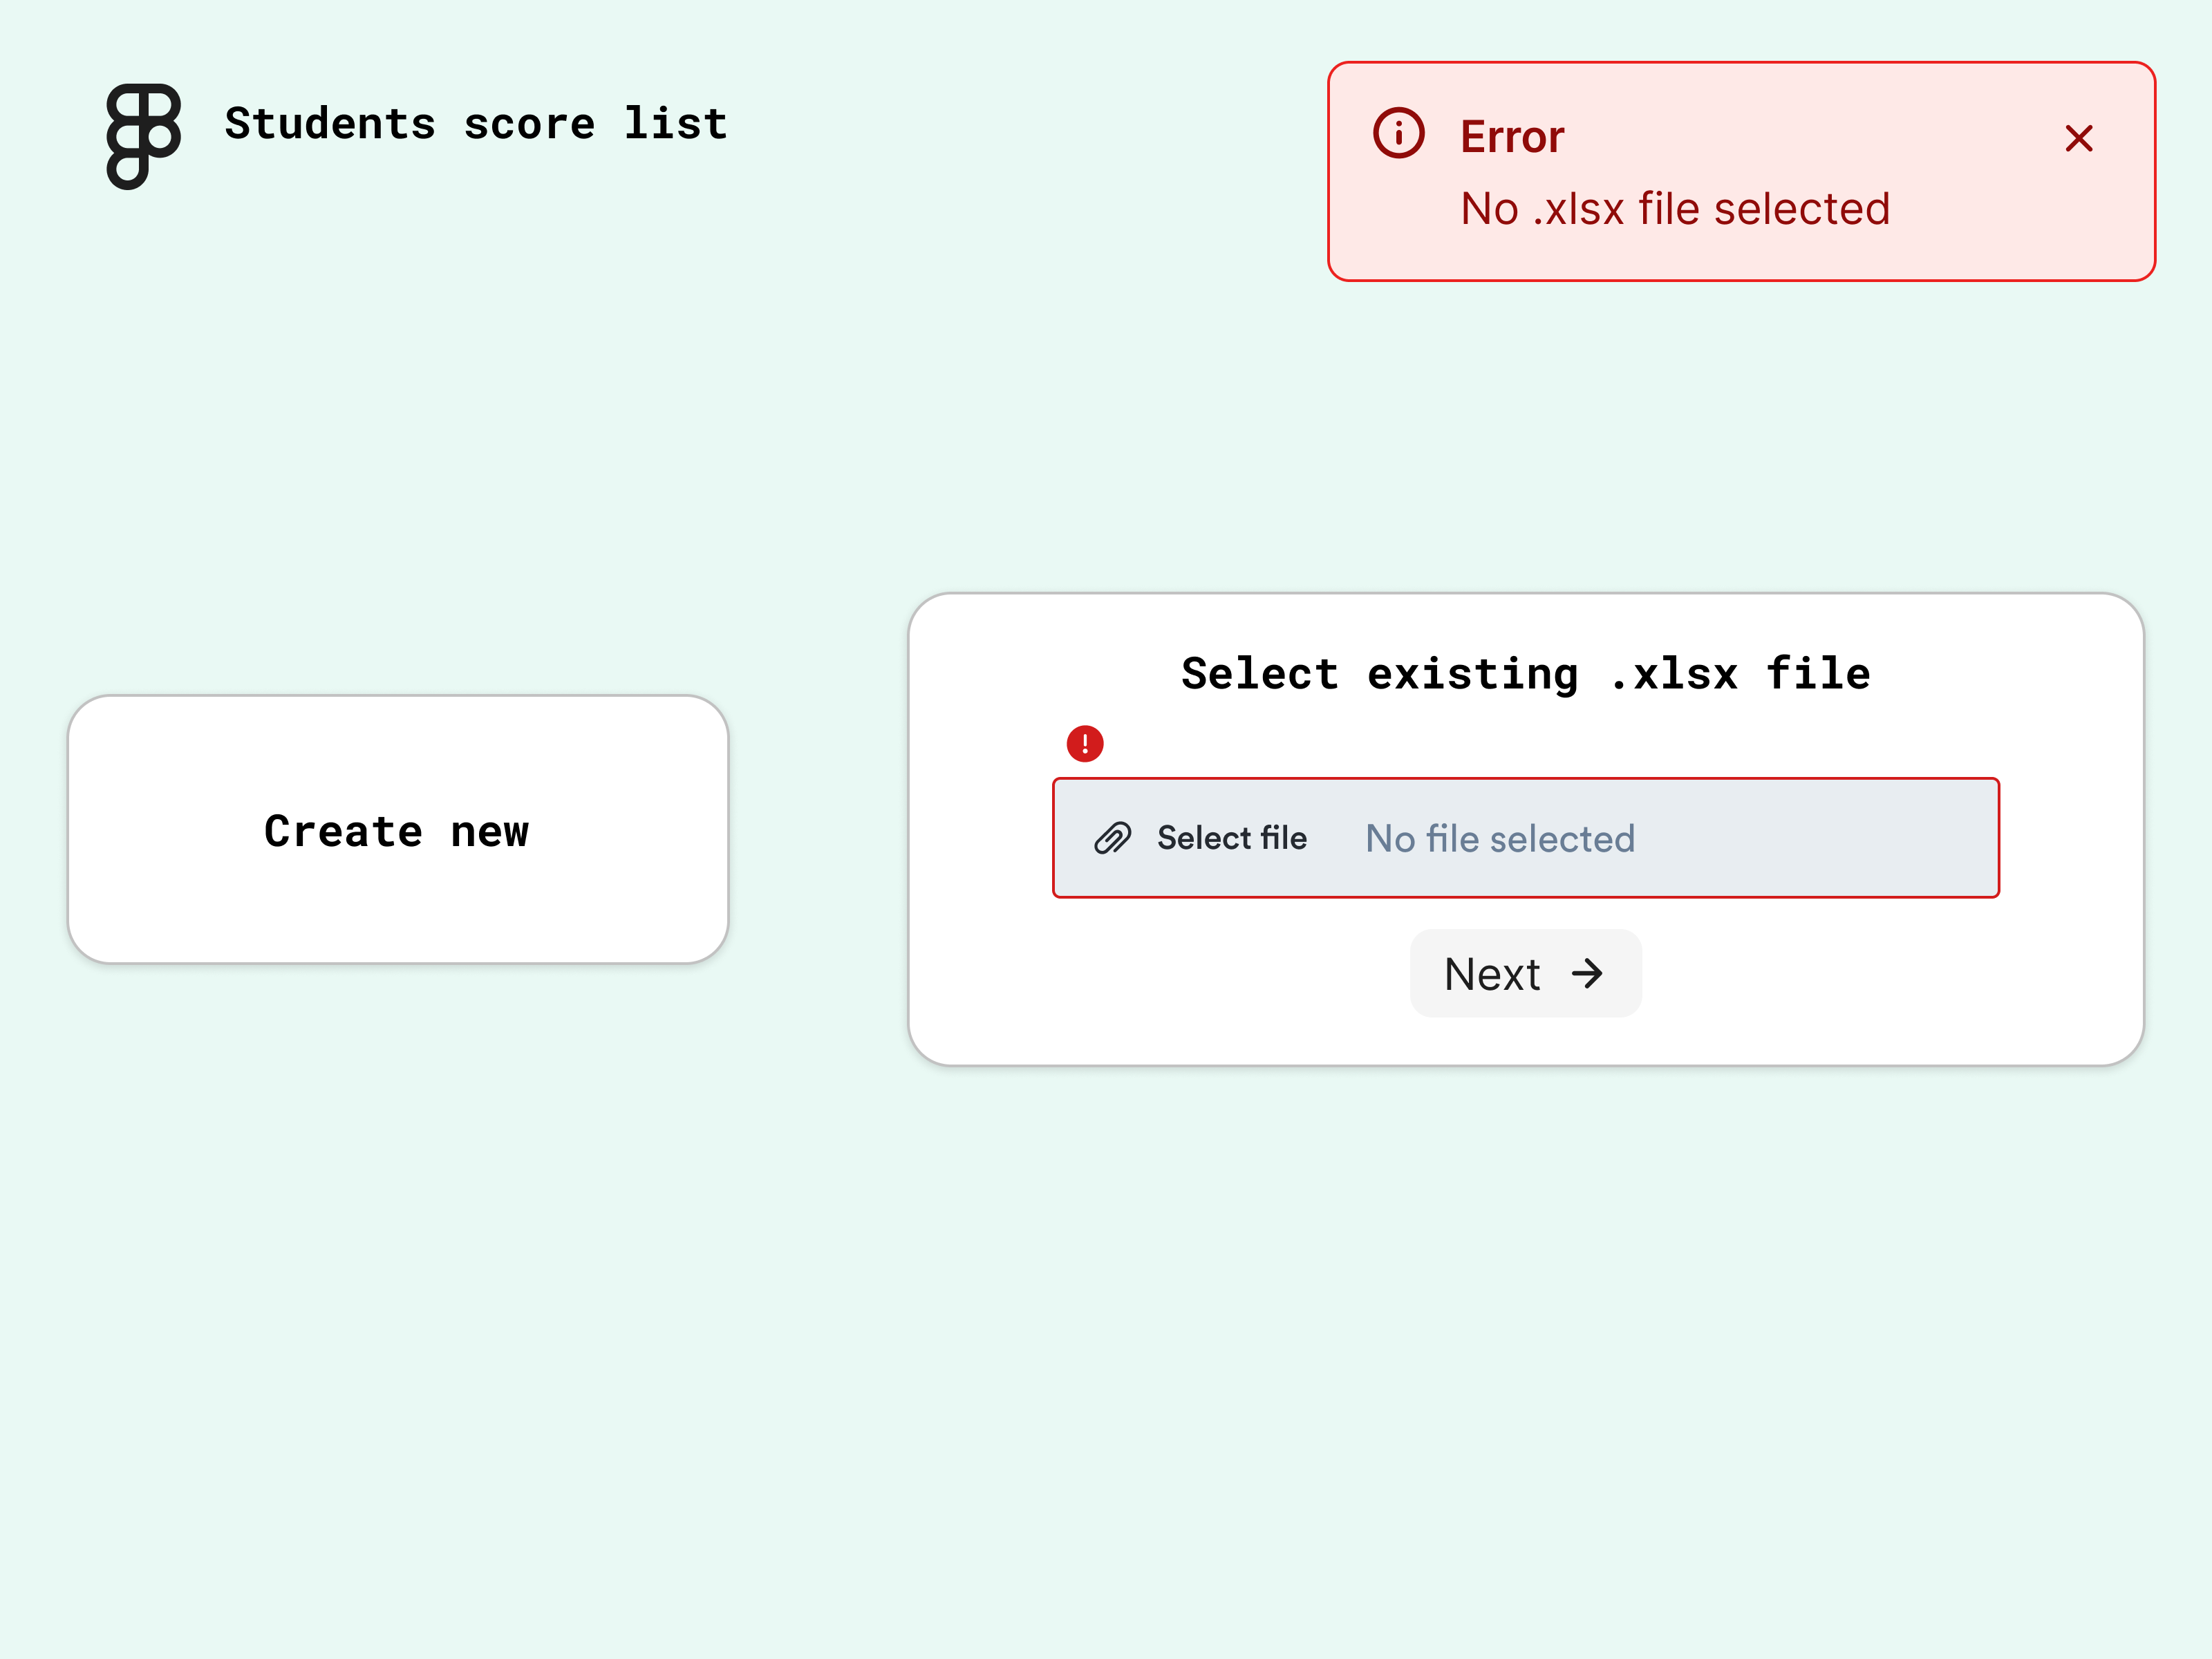 Students score list
Error
No .xlsx file selected
Select existing .xlsx file
Create new
Select file No file selected
Next